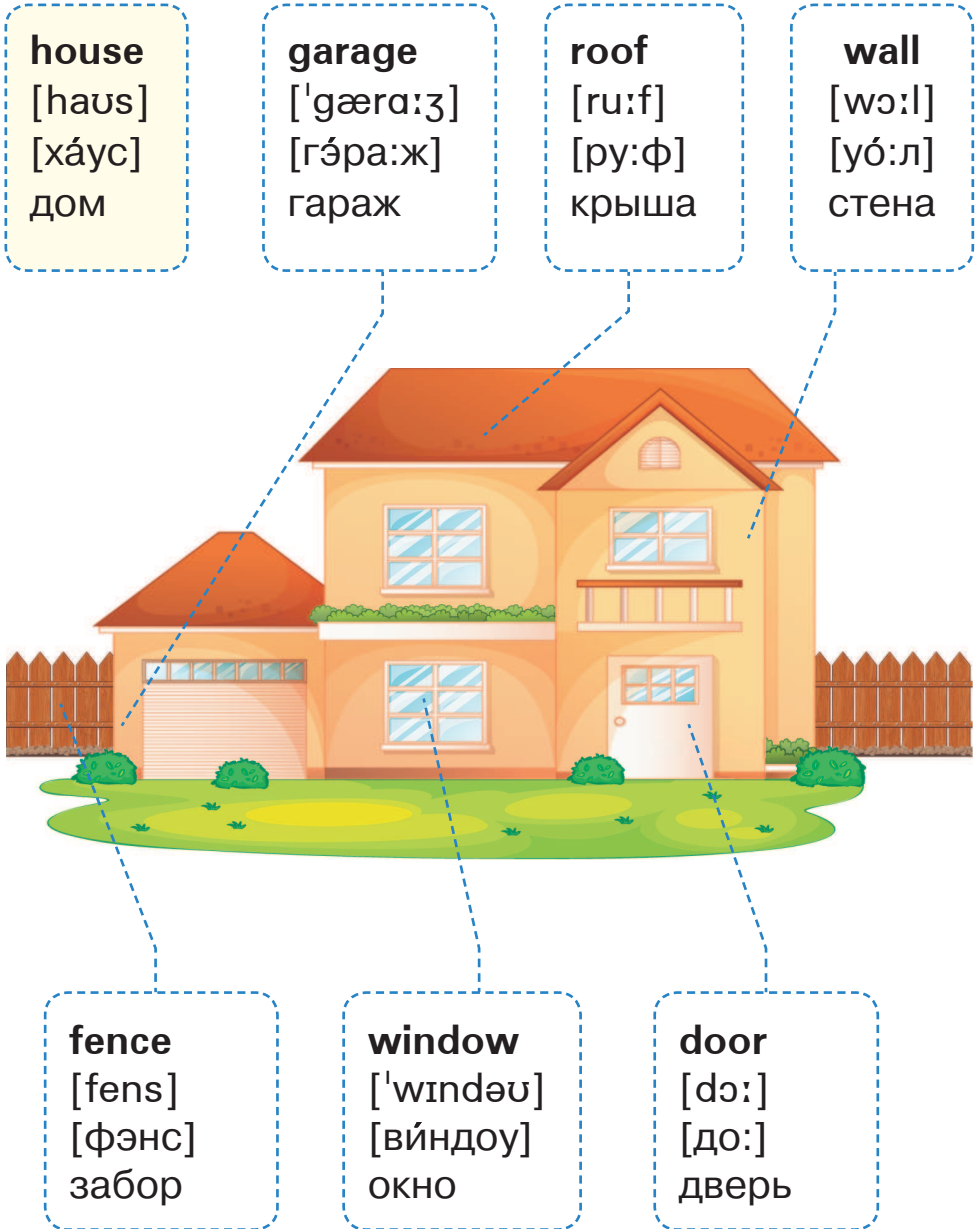 house
[haʊs]
[ха́ус]
дом
garage
[ˈgærɑːʒ]
[гэ́ра:ж]
гараж
roof
[ruːf]
[ру:ф]
крыша
wall
[wɔːl]
[уо́:л]
стена
fence
[fens]
[фэнс]
забор
window
[ˈwɪndəʊ]
[ви́ндоу]
окно
door
[dɔː]
[до:]
дверь